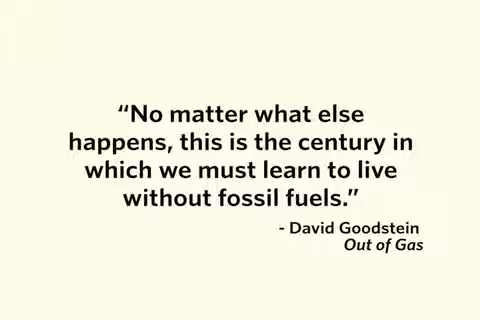 “No matter what else
happens, this is the century in
which we must learn to live
without fossil fuels.”
- David Goodstein
Out of Gas